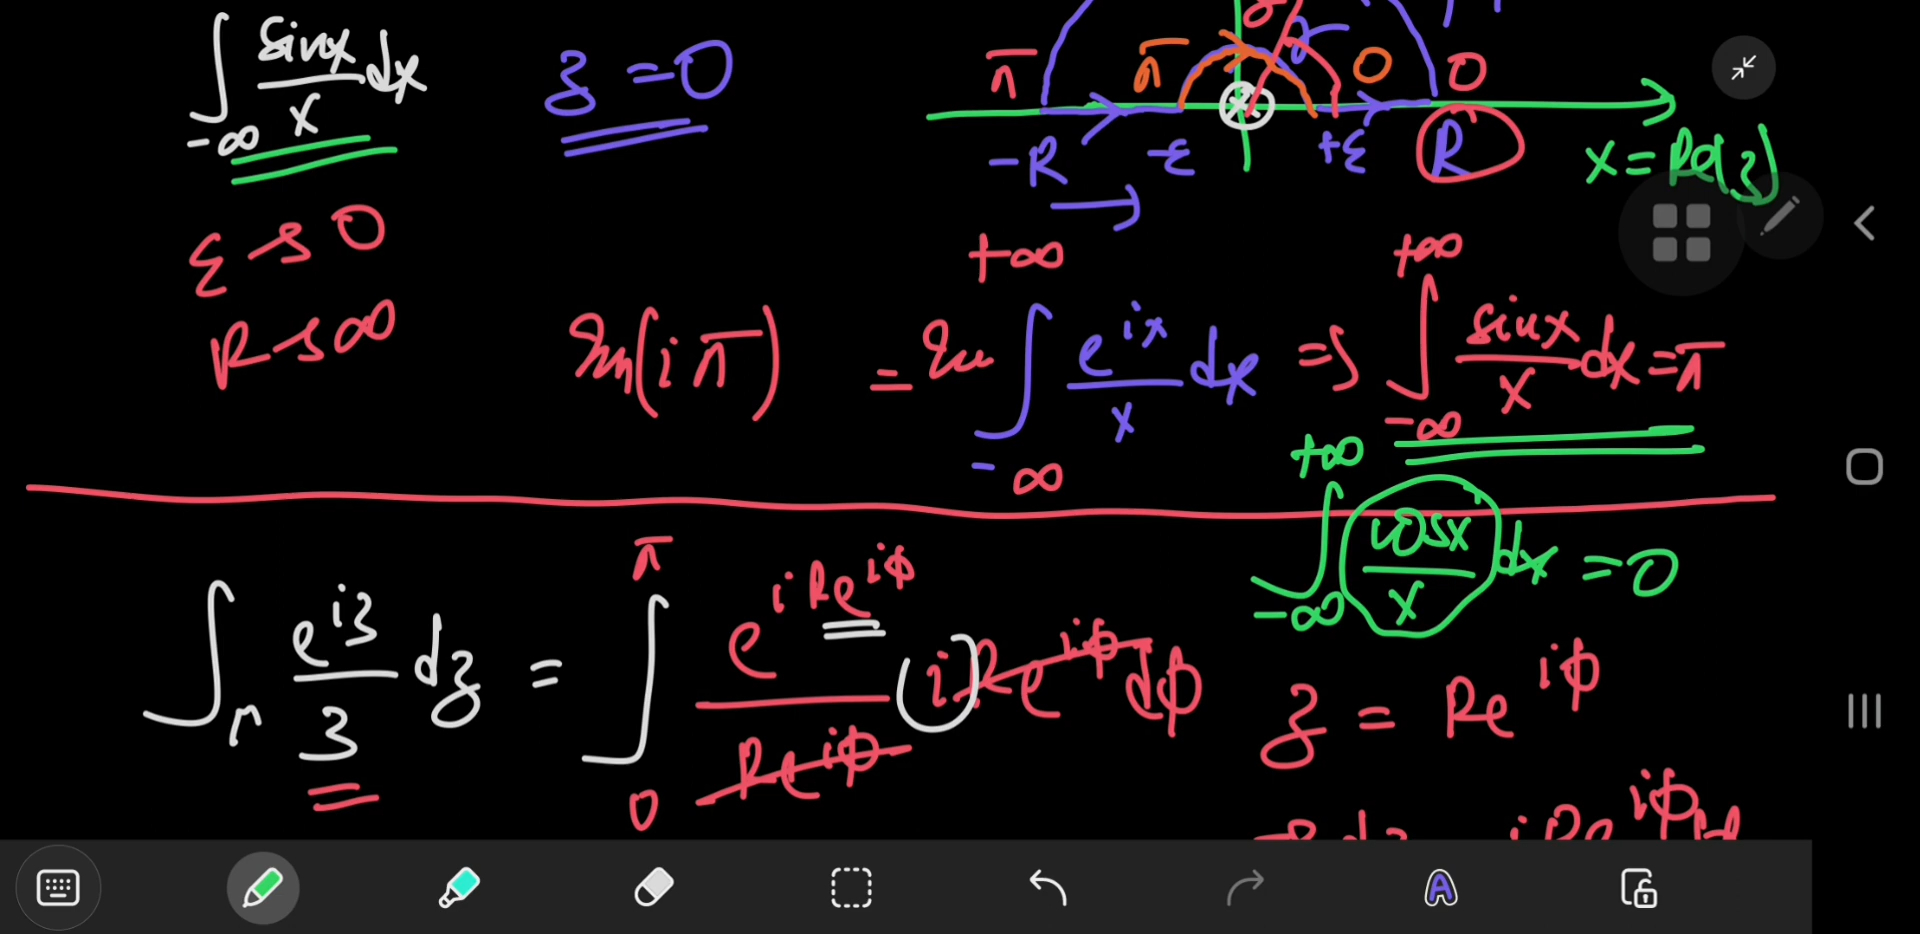 ∫_{-∞} sinx/x dx
z = 0
π π 0 0
-R -ε +ε R x = Re(z)
ε → 0
R → ∞
Im(iπ) = Im ∫_{-∞}^{+∞} e^{ix}/x dx => ∫_{-∞}^{+∞} sinx/x dx = π
∫_{-∞}^{+∞} cosx/x dx = 0
∫_Γ e^{iz}/z dz = ∫_0^π e^{iRe^{iφ}}/Re^{iφ} iRe^{iφ} dφ
z = Re^{iφ}
A